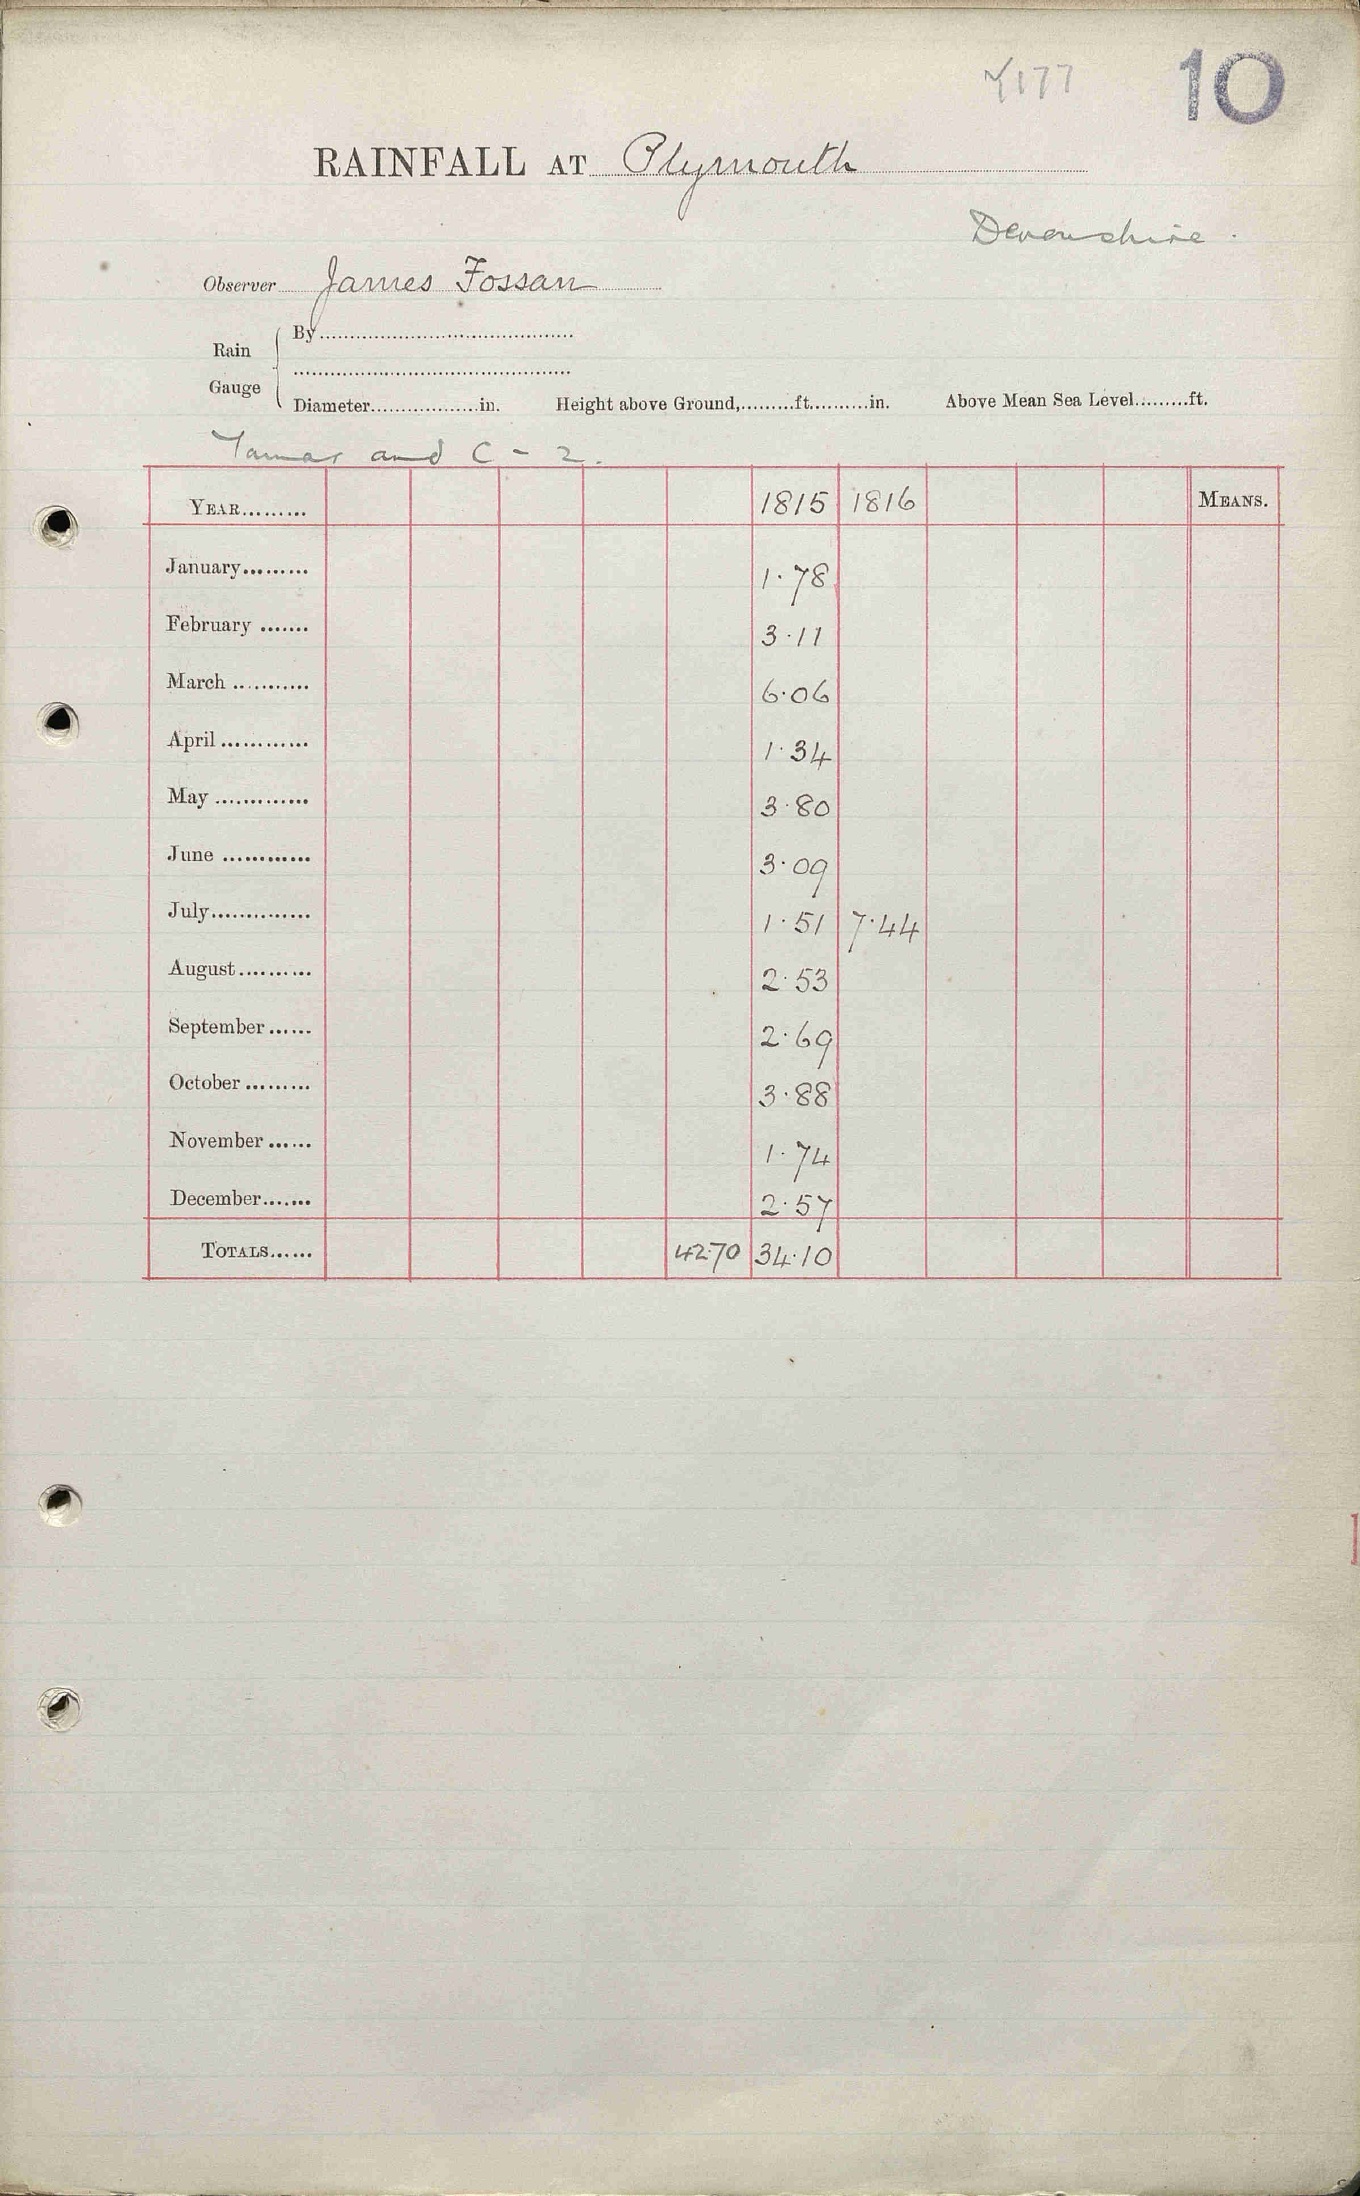 177 10
RAINFALL AT Plymouth
Devonshire.
Observer James Fossan
Rain Gauge
By
Diameter in. Height above Ground, ft. in. Above Mean Sea Level ft.
Tamar and C - 2.
YEAR 1815 1816 MEANS.
January 1.78
February 3.11
March 6.06
April 1.34
May 3.80
June 3.09
July 1.51 7.44
August 2.53
September 2.69
October 3.88
November 1.74
December 2.57
TOTALS 42.70 34.10